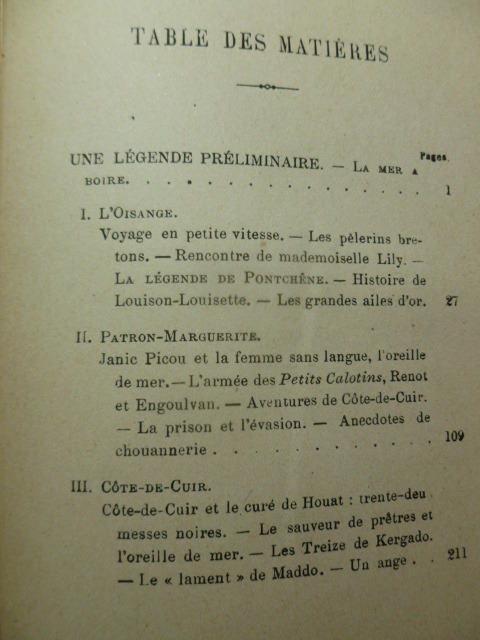 TABLE DES MATIÈRES
Pages.
UNE LÉGENDE PRÉLIMINAIRE. — LA MER A
BOIRE. . . . . . . . . . . . . . . . 1
I. L'OISANGE.
Voyage en petite vitesse. — Les pèlerins bre-
tons. — Rencontre de mademoiselle Lily. —
LA LÉGENDE DE PONTCHÊNE. — Histoire de
Louison-Louisette. — Les grandes ailes d'or. 27
II. PATRON-MARGUERITE.
Janic Picou et la femme sans langue, l'oreille
de mer. — L'armée des Petits Calotins, Renot
et Engoulvan. — Aventures de Côte-de-Cuir.
— La prison et l'évasion. — Anecdotes de
chouannerie . . . . . . . . . . . 109
III. CÔTE-DE-CUIR.
Côte-de-Cuir et le curé de Houat : trente-deu
messes noires. — Le sauveur de prêtres et
l'oreille de mer. — Les Treize de Kergado.
— Le « lament » de Maddo. — Un ange . . 211